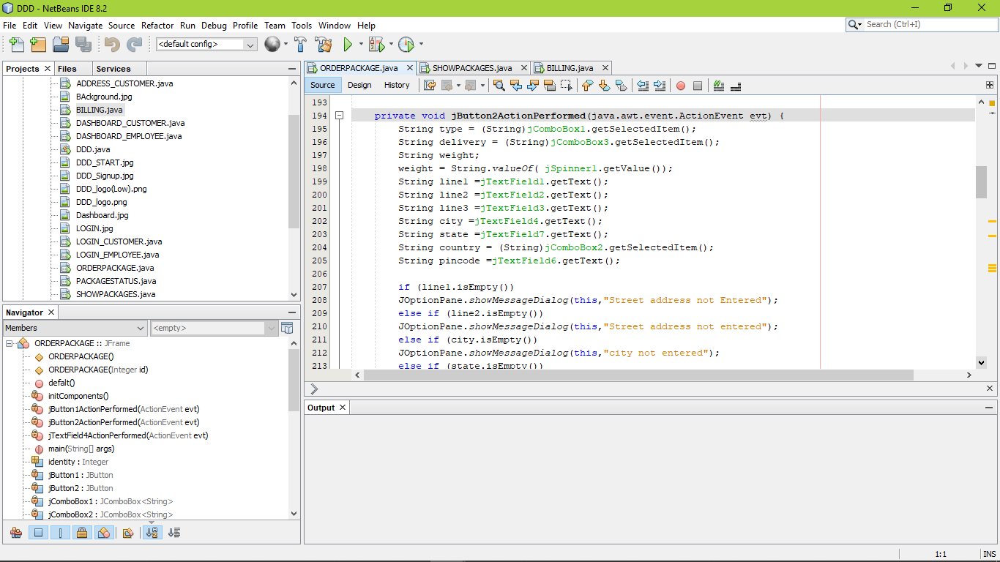 DDD - NetBeans IDE 8.2
File Edit View Navigate Source Refactor Run Debug Profile Team Tools Window Help
Search (Ctrl+I)
<default config>
Projects Files Services
ADDRESS_CUSTOMER.java
BAckground.jpg
BILLING.java
DASHBOARD_CUSTOMER.java
DASHBOARD_EMPLOYEE.java
DDD.java
DDD_START.jpg
DDD_Signup.jpg
DDD_logo(Low).png
DDD_logo.png
Dashboard.jpg
LOGIN.jpg
LOGIN_CUSTOMER.java
LOGIN_EMPLOYEE.java
ORDERPACKAGE.java
PACKAGESTATUS.java
SHOWPACKAGES.java
Navigator
Members
<empty>
ORDERPACKAGE :: JFrame
ORDERPACKAGE()
ORDERPACKAGE(Integer id)
defalt()
initComponents()
jButton1ActionPerformed(ActionEvent evt)
jButton2ActionPerformed(ActionEvent evt)
jTextField4ActionPerformed(ActionEvent evt)
main(String[] args)
identity : Integer
jButton1 : JButton
jButton2 : JButton
jComboBox1 : JComboBox<String>
jComboBox2 : JComboBox<String>
ORDERPACKAGE.java SHOWPACKAGES.java BILLING.java
Source Design History
193
194 private void jButton2ActionPerformed(java.awt.event.ActionEvent evt) {
195 String type = (String)jComboBox1.getSelectedItem();
196 String delivery = (String)jComboBox3.getSelectedItem();
197 String weight;
198 weight = String.valueOf( jSpinner1.getValue());
199 String line1 =jTextField1.getText();
200 String line2 =jTextField2.getText();
201 String line3 =jTextField3.getText();
202 String city =jTextField4.getText();
203 String state =jTextField7.getText();
204 String country = (String)jComboBox2.getSelectedItem();
205 String pincode =jTextField6.getText();
206
207 if (line1.isEmpty())
208 JOptionPane.showMessageDialog(this,"Street address not Entered");
209 else if (line2.isEmpty())
210 JOptionPane.showMessageDialog(this,"Street address not entered");
211 else if (city.isEmpty())
212 JOptionPane.showMessageDialog(this,"city not entered");
213 else if (state.isEmpty())
Output
1:1 INS